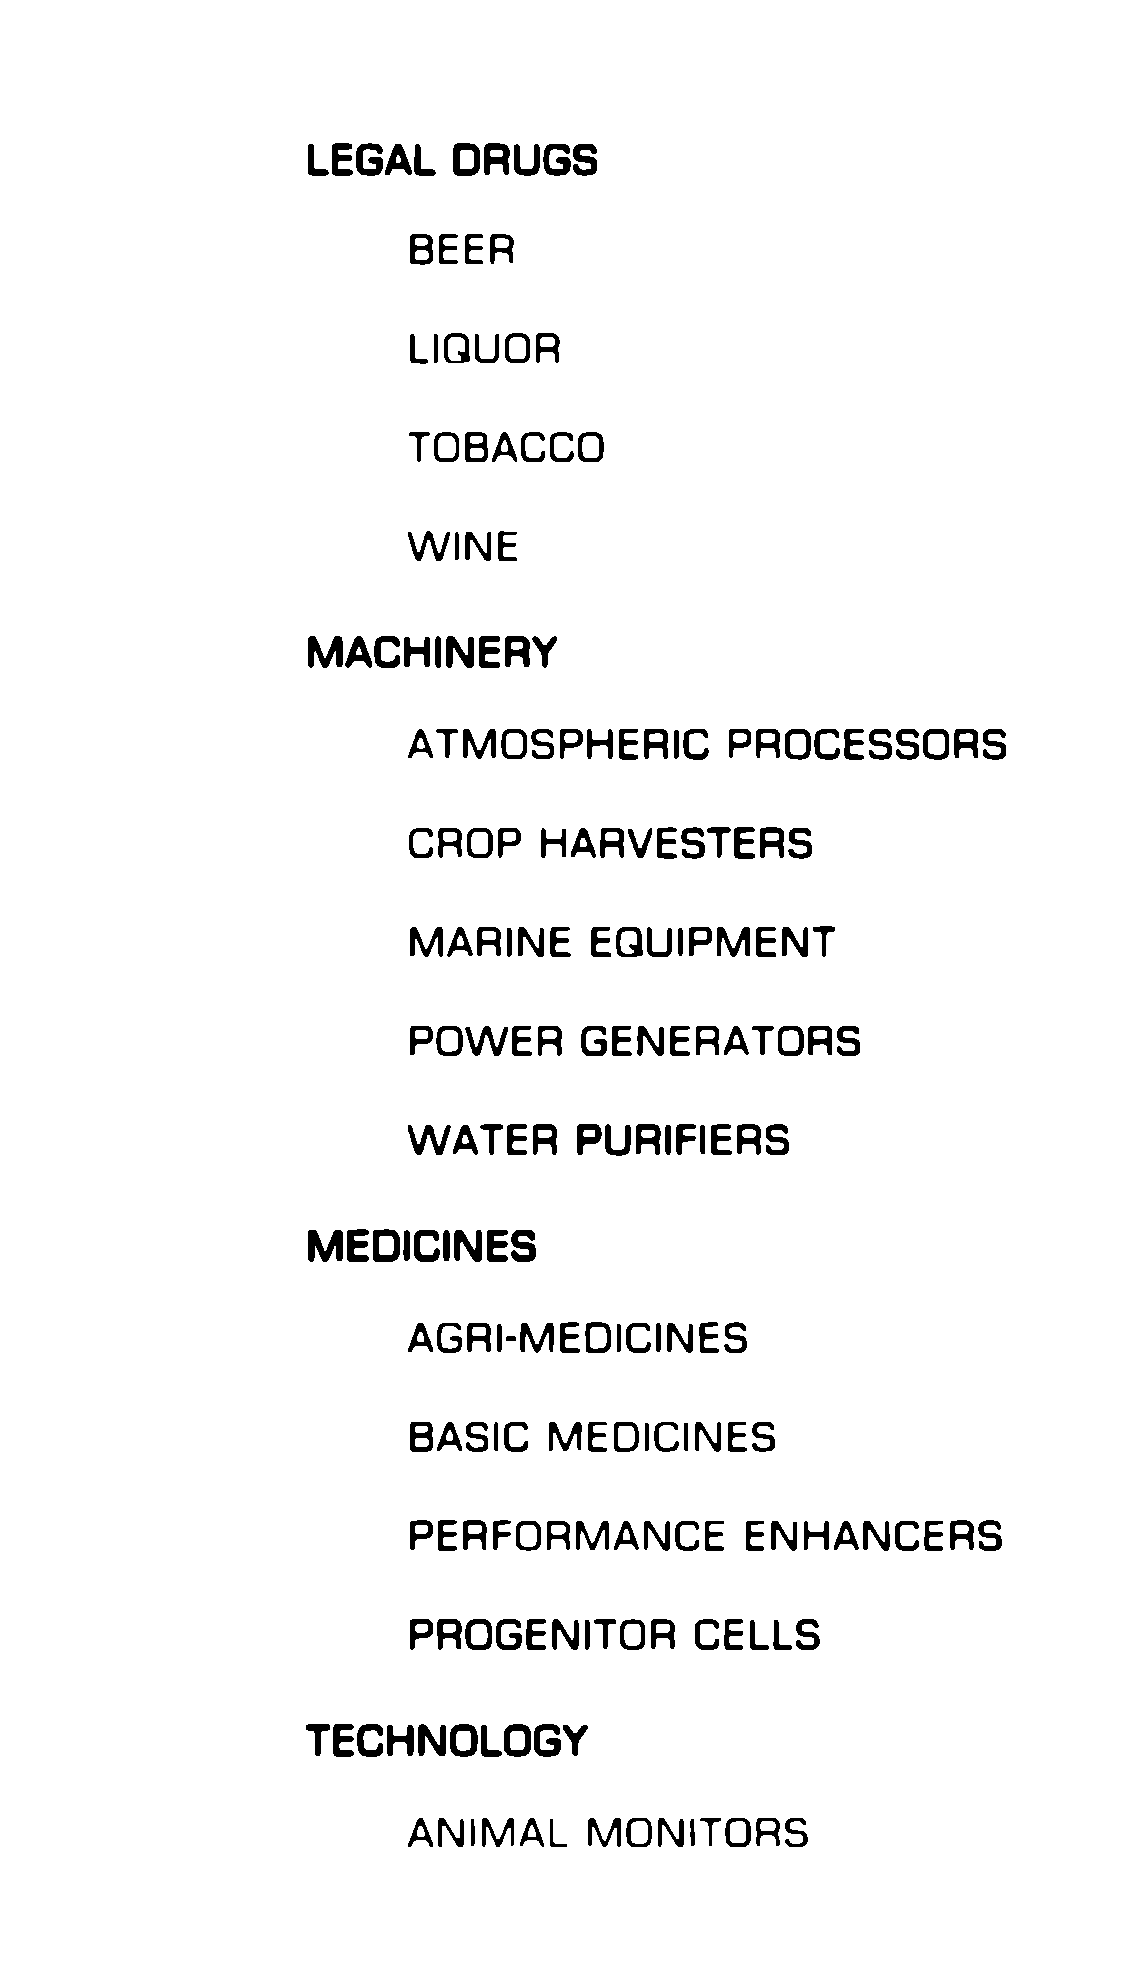 LEGAL DRUGS
BEER
LIQUOR
TOBACCO
WINE
MACHINERY
ATMOSPHERIC PROCESSORS
CROP HARVESTERS
MARINE EQUIPMENT
POWER GENERATORS
WATER PURIFIERS
MEDICINES
AGRI-MEDICINES
BASIC MEDICINES
PERFORMANCE ENHANCERS
PROGENITOR CELLS
TECHNOLOGY
ANIMAL MONITORS